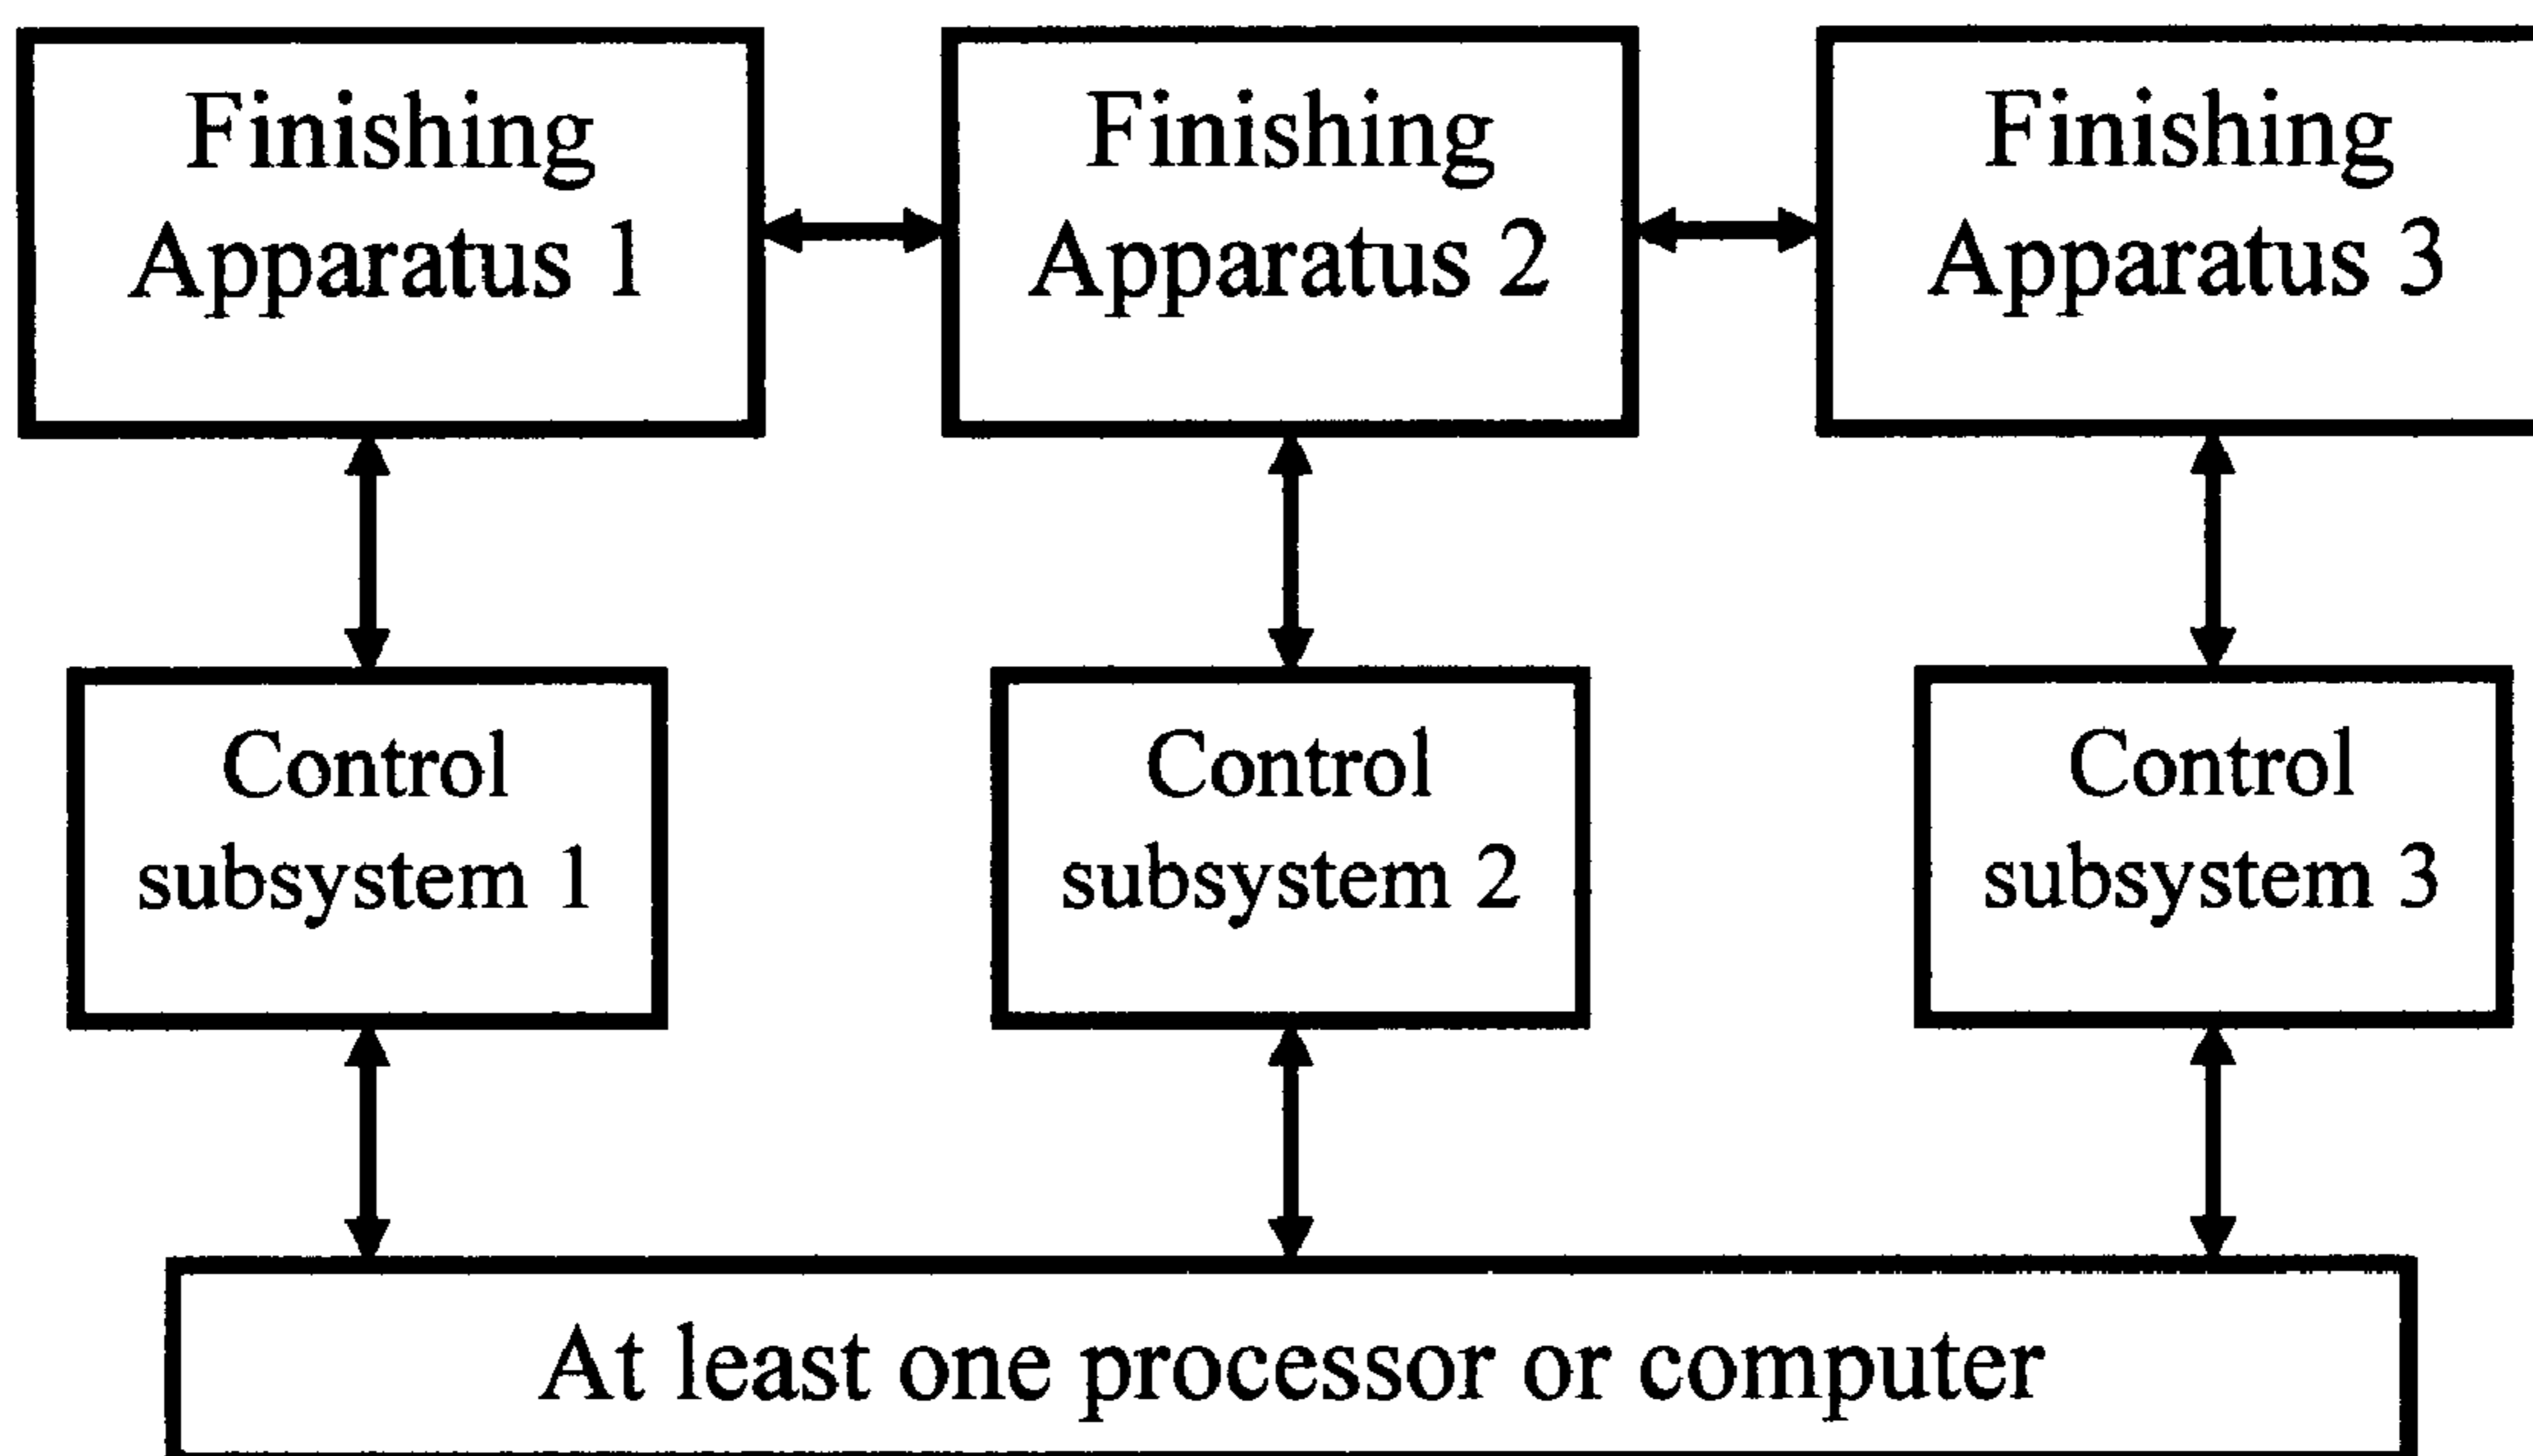 Finishing
Apparatus 1
Finishing
Apparatus 2
Finishing
Apparatus 3
Control
subsystem 1
Control
subsystem 2
Control
subsystem 3
At least one processor or computer